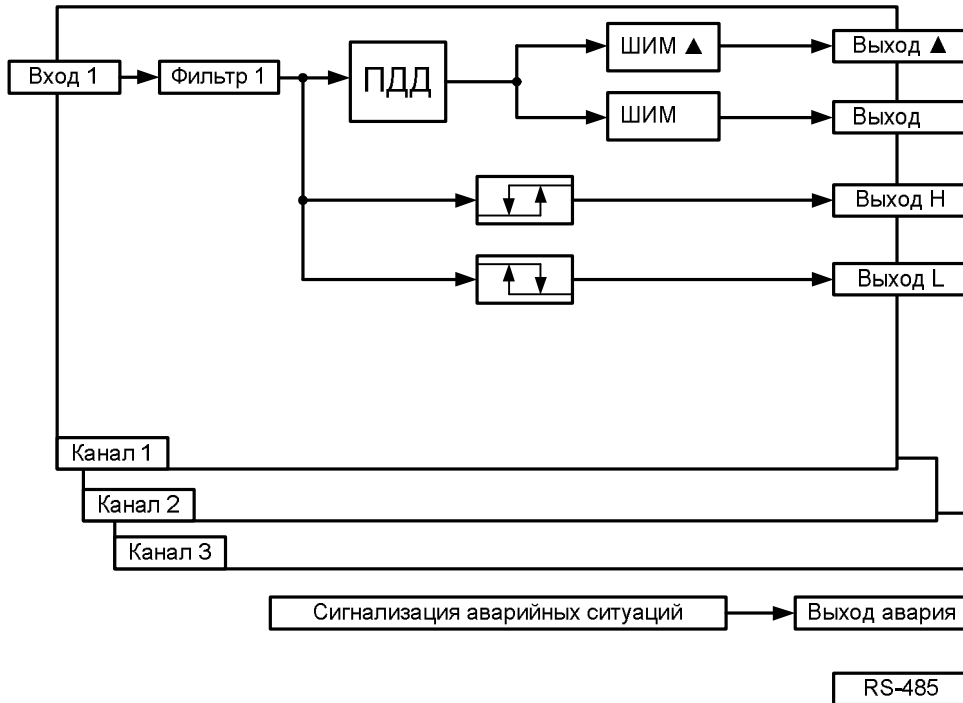 ШИМ ▲
Выход ▲
Вход 1
Фильтр 1
ПДД
ШИМ
Выход
Выход H
Выход L
Канал 1
Канал 2
Канал 3
Сигнализация аварийных ситуаций
Выход авария
RS-485